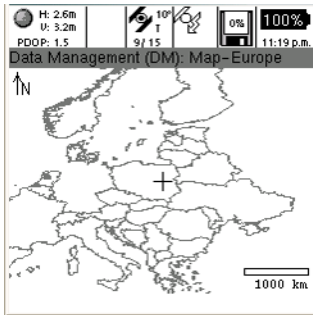 H: 2.6m
V: 3.2m
PDOP: 1.5
10°
T
9/15
0%
100%
11:19 p.m.
Data Management (DM): Map-Europe
N
1000 km